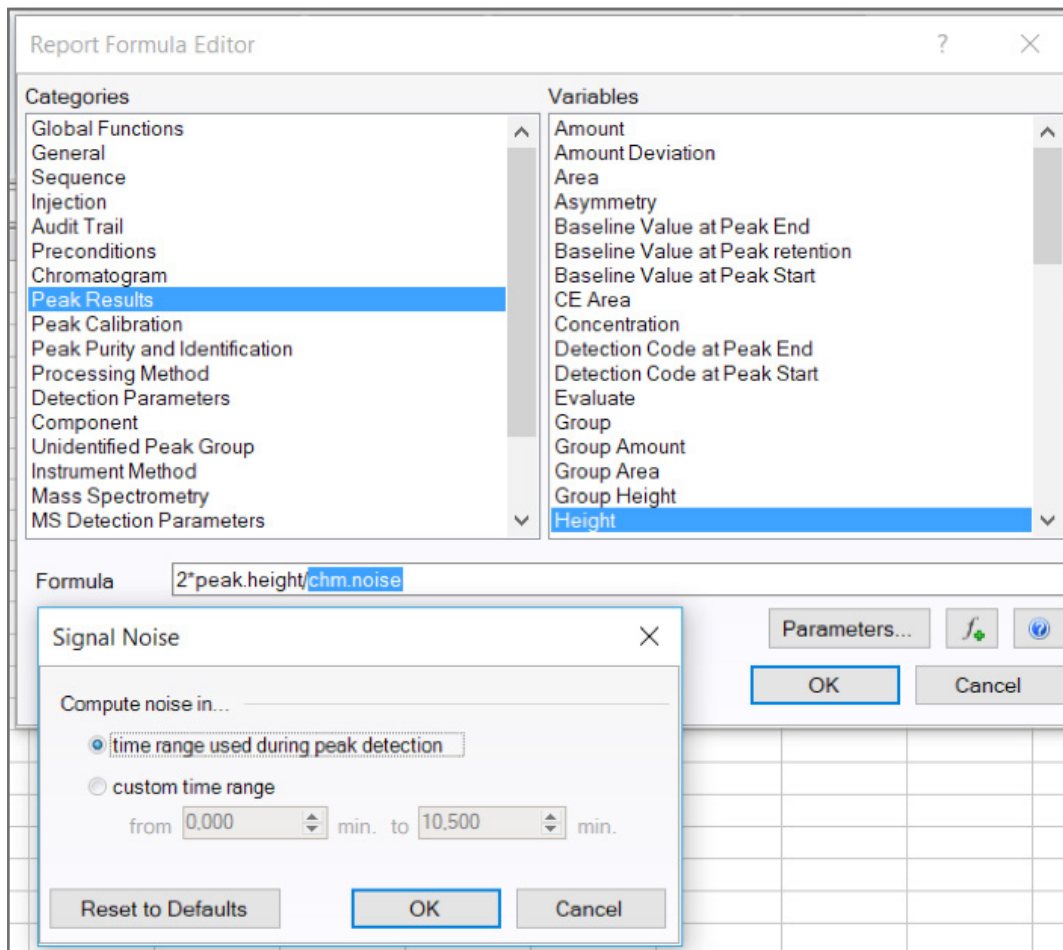 Report Formula Editor
?
Categories
Global Functions
General
Sequence
Injection
Audit Trail
Preconditions
Chromatogram
Peak Results
Peak Calibration
Peak Purity and Identification
Processing Method
Detection Parameters
Component
Unidentified Peak Group
Instrument Method
Mass Spectrometry
MS Detection Parameters
Variables
Amount
Amount Deviation
Area
Asymmetry
Baseline Value at Peak End
Baseline Value at Peak retention
Baseline Value at Peak Start
CE Area
Concentration
Detection Code at Peak End
Detection Code at Peak Start
Evaluate
Group
Group Amount
Group Area
Group Height
Height
Formula 2*peak.height/chm.noise
Parameters...
OK Cancel
Signal Noise
Compute noise in...
time range used during peak detection
custom time range
from 0,000 min. to 10,500 min.
Reset to Defaults OK Cancel